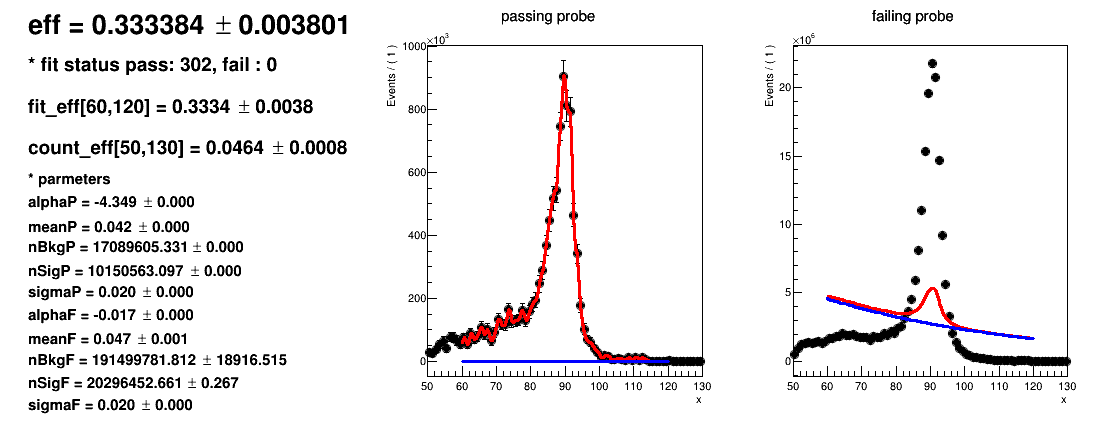 eff = 0.333384 ± 0.003801
* fit status pass: 302, fail : 0
fit_eff[60,120] = 0.3334 ± 0.0038
count_eff[50,130] = 0.0464 ± 0.0008
* parmeters
alphaP = -4.349 ± 0.000
meanP = 0.042 ± 0.000
nBkgP = 17089605.331 ± 0.000
nSigP = 10150563.097 ± 0.000
sigmaP = 0.020 ± 0.000
alphaF = -0.017 ± 0.000
meanF = 0.047 ± 0.001
nBkgF = 191499781.812 ± 18916.515
nSigF = 20296452.661 ± 0.267
sigmaF = 0.020 ± 0.000
passing probe
×10³
Events / ( 1 )
1000
800
600
400
200
0
50 60 70 80 90 100 110 120 130
x
failing probe
×10⁶
Events / ( 1 )
20
15
10
5
0
50 60 70 80 90 100 110 120 130
x